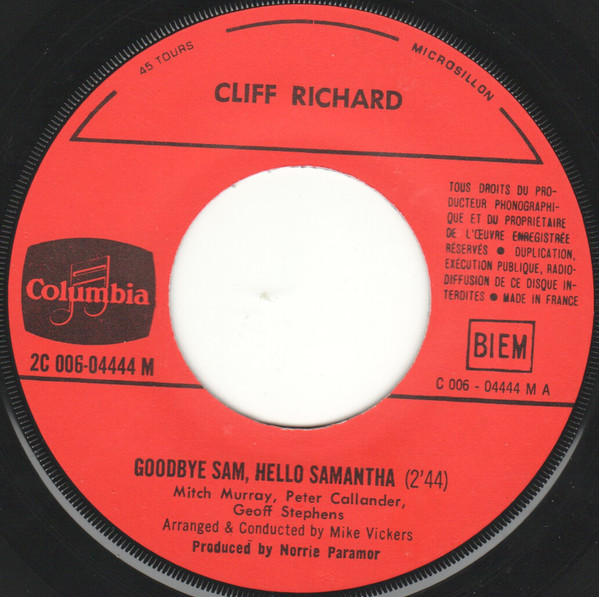 45 TOURS
MICROSILLON
CLIFF RICHARD
TOUS DROITS DU PRO-
DUCTEUR PHONOGRAPHI-
QUE ET DU PROPRIÉTAIRE
DE L'ŒUVRE ENREGISTRÉE
RÉSERVÉS ● DUPLICATION,
EXÉCUTION PUBLIQUE, RADIO-
DIFFUSION DE CE DISQUE IN-
TERDITES ● MADE IN FRANCE
Columbia
2C 006-04444 M
BIEM
C 006 - 04444 M A
GOODBYE SAM, HELLO SAMANTHA (2'44)
Mitch Murray, Peter Callander,
Geoff Stephens
Arranged & Conducted by Mike Vickers
Produced by Norrie Paramor